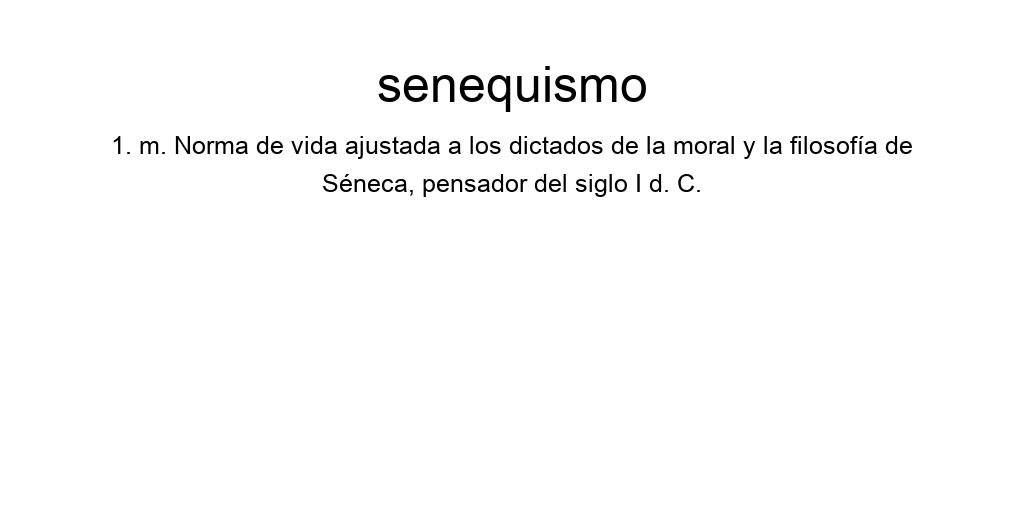 senequismo
1. m. Norma de vida ajustada a los dictados de la moral y la filosofía de
Séneca, pensador del siglo I d. C.